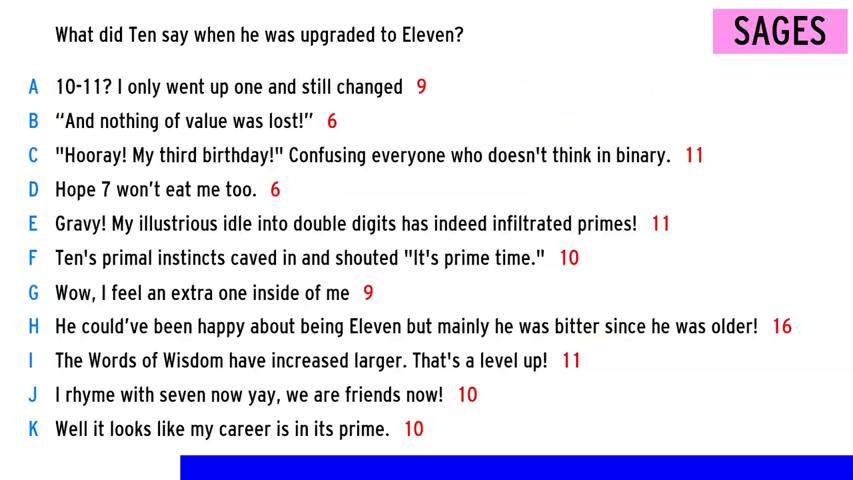 What did Ten say when he was upgraded to Eleven?
SAGES
A 10-11? I only went up one and still changed 9
B “And nothing of value was lost!” 6
C "Hooray! My third birthday!" Confusing everyone who doesn't think in binary. 11
D Hope 7 won’t eat me too. 6
E Gravy! My illustrious idle into double digits has indeed infiltrated primes! 11
F Ten's primal instincts caved in and shouted "It's prime time." 10
G Wow, I feel an extra one inside of me 9
H He could’ve been happy about being Eleven but mainly he was bitter since he was older! 16
I The Words of Wisdom have increased larger. That's a level up! 11
J I rhyme with seven now yay, we are friends now! 10
K Well it looks like my career is in its prime. 10